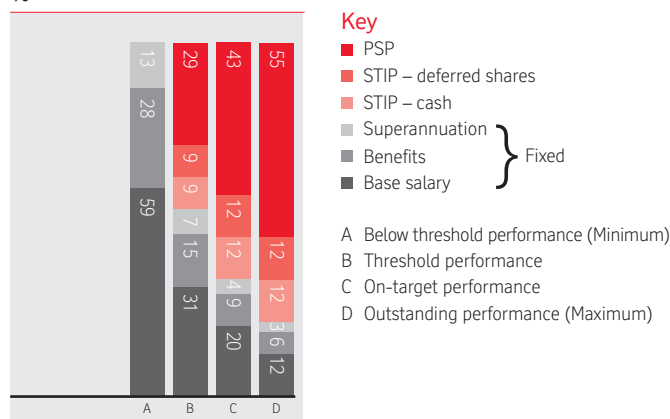 Key
PSP
STIP – deferred shares
STIP – cash
Superannuation
Benefits
Base salary
Fixed
A Below threshold performance (Minimum)
B Threshold performance
C On-target performance
D Outstanding performance (Maximum)
13
28
59
29
9
9
7
15
31
43
12
12
4
9
20
55
12
12
3
6
12
A B C D